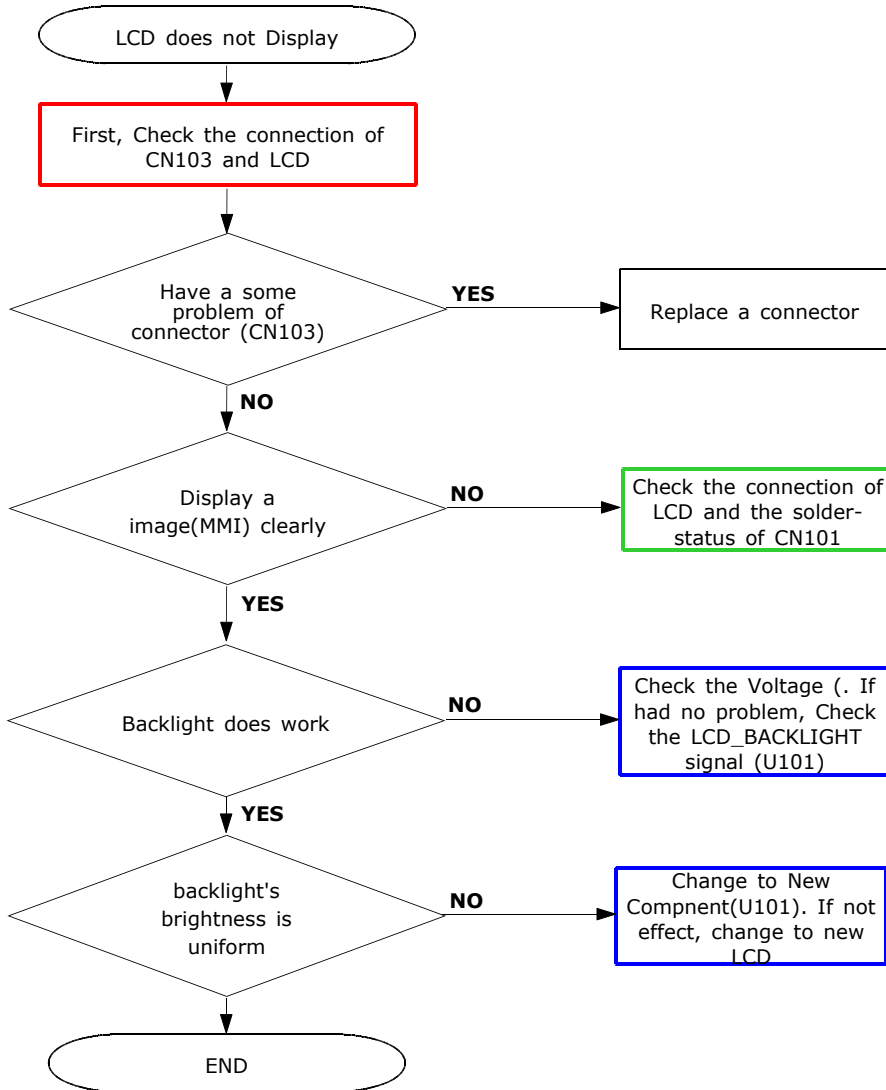 LCD does not Display
First, Check the connection of
CN103 and LCD
Have a some
problem of
connector (CN103)
YES
Replace a connector
NO
Display a
image(MMI) clearly
NO
Check the connection of
LCD and the solder-
status of CN101
YES
Backlight does work
NO
Check the Voltage (. If
had no problem, Check
the LCD_BACKLIGHT
signal (U101)
YES
backlight's
brightness is
uniform
NO
Change to New
Compnent(U101). If not
effect, change to new
LCD
END